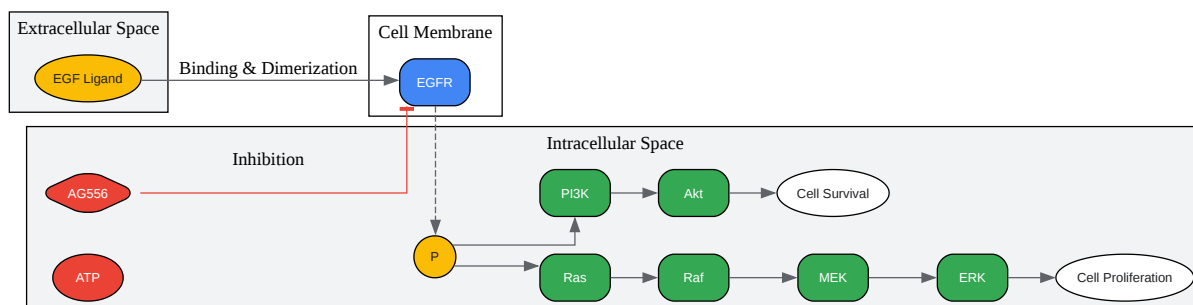 Extracellular Space
Cell Membrane
EGF Ligand
Binding & Dimerization
EGFR
Intracellular Space
Inhibition
AG556
PI3K
Akt
Cell Survival
P
ATP
Ras
Raf
MEK
ERK
Cell Proliferation